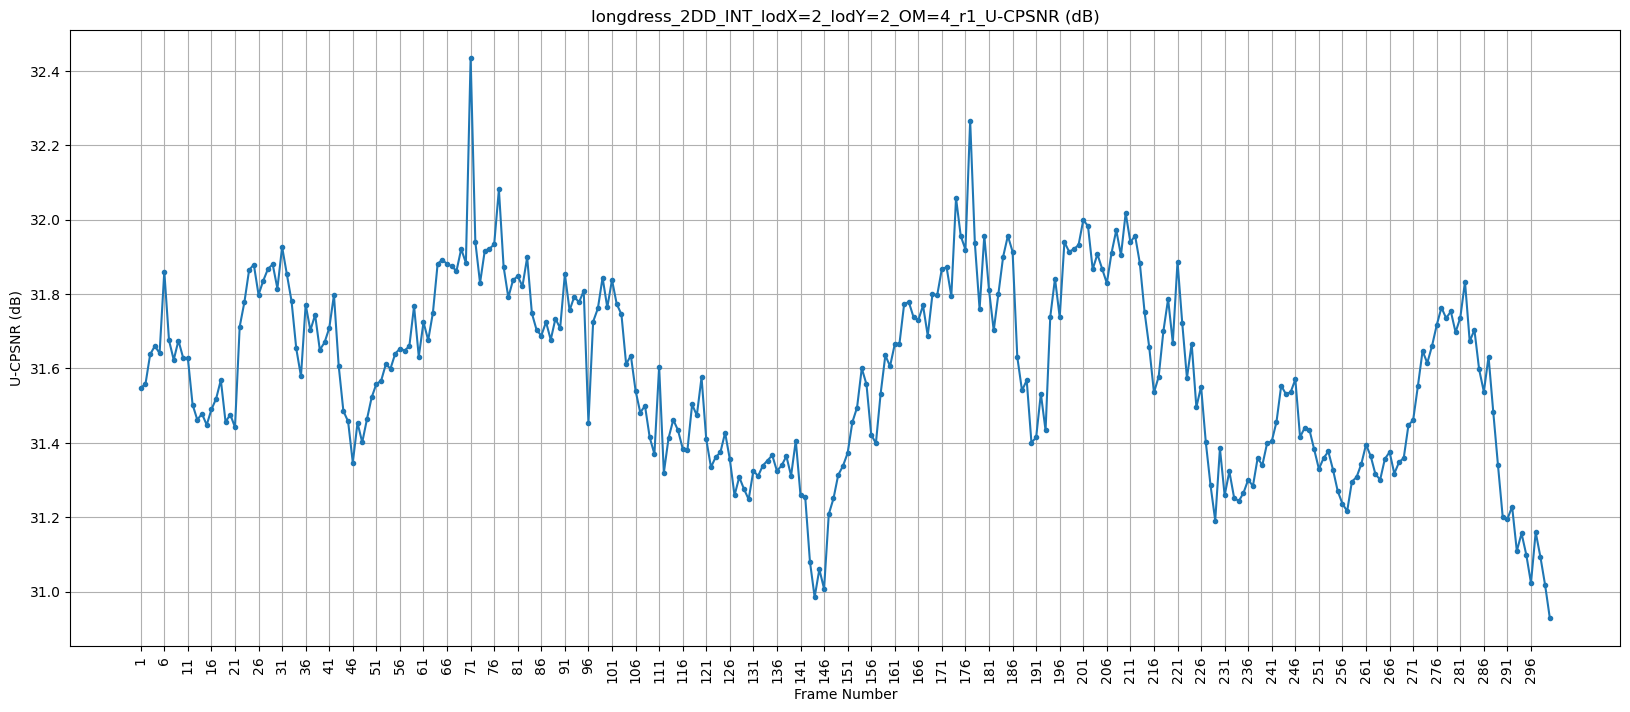 longdress_2DD_INT_lodX=2_lodY=2_OM=4_r1_U-CPSNR (dB)
32.4
32.2
32.0
31.8
31.6
31.4
31.2
31.0
U-CPSNR (dB)
1 6 11 16 21 26 31 36 41 46 51 56 61 66 71 76 81 86 91 96 101 106 111 116 121 126 131 136 141 146 151 156 161 166 171 176 181 186 191 196 201 206 211 216 221 226 231 236 241 246 251 256 261 266 271 276 281 286 291 296
Frame Number